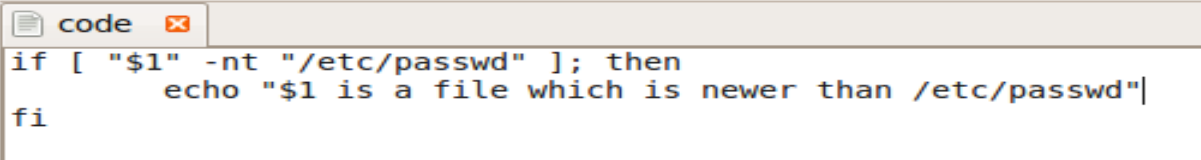 code
if [ "$1" -nt "/etc/passwd" ]; then
        echo "$1 is a file which is newer than /etc/passwd"
fi